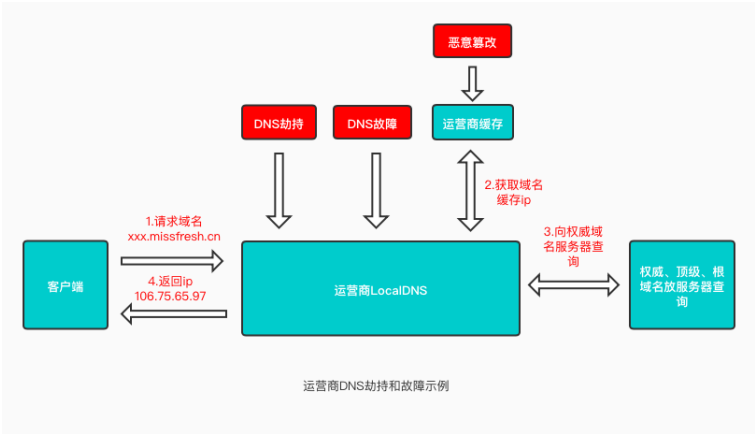 恶意篡改
DNS劫持
DNS故障
运营商缓存
2.获取域名
缓存ip
1.请求域名
xxx.missfresh.cn
3.向权威域
名服务器查
询
客户端
4.返回ip
106.75.65.97
运营商LocalDNS
权威、顶级、根
域名放服务器查
询
运营商DNS劫持和故障示例